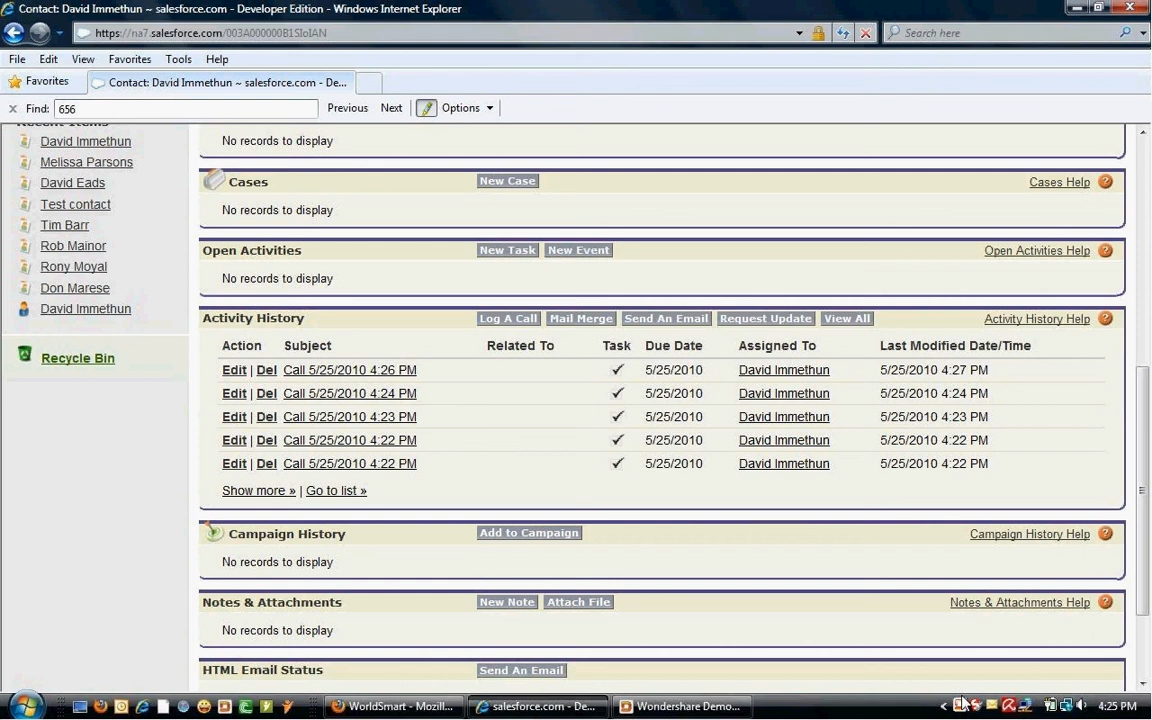 Contact: David Immethun ~ salesforce.com - Developer Edition - Windows Internet Explorer
https://na7.salesforce.com/003A000000B1SIoIAN
Search here
File Edit View Favorites Tools Help
Favorites Contact: David Immethun ~ salesforce.com - De...
x Find: 656 Previous Next Options
Recent Items
David Immethun
Melissa Parsons
David Eads
Test contact
Tim Barr
Rob Mainor
Rony Moyal
Don Marese
David Immethun
Recycle Bin
No records to display
Cases New Case Cases Help ?
No records to display
Open Activities New Task New Event Open Activities Help ?
No records to display
Activity History Log A Call Mail Merge Send An Email Request Update View All Activity History Help ?
Action Subject Related To Task Due Date Assigned To Last Modified Date/Time
Edit | Del Call 5/25/2010 4:26 PM ✓ 5/25/2010 David Immethun 5/25/2010 4:27 PM
Edit | Del Call 5/25/2010 4:24 PM ✓ 5/25/2010 David Immethun 5/25/2010 4:24 PM
Edit | Del Call 5/25/2010 4:23 PM ✓ 5/25/2010 David Immethun 5/25/2010 4:23 PM
Edit | Del Call 5/25/2010 4:22 PM ✓ 5/25/2010 David Immethun 5/25/2010 4:22 PM
Edit | Del Call 5/25/2010 4:22 PM ✓ 5/25/2010 David Immethun 5/25/2010 4:22 PM
Show more » | Go to list »
Campaign History Add to Campaign Campaign History Help ?
No records to display
Notes & Attachments New Note Attach File Notes & Attachments Help ?
No records to display
HTML Email Status Send An Email
WorldSmart - Mozill... salesforce.com - De... Wondershare Demo... < 4:25 PM